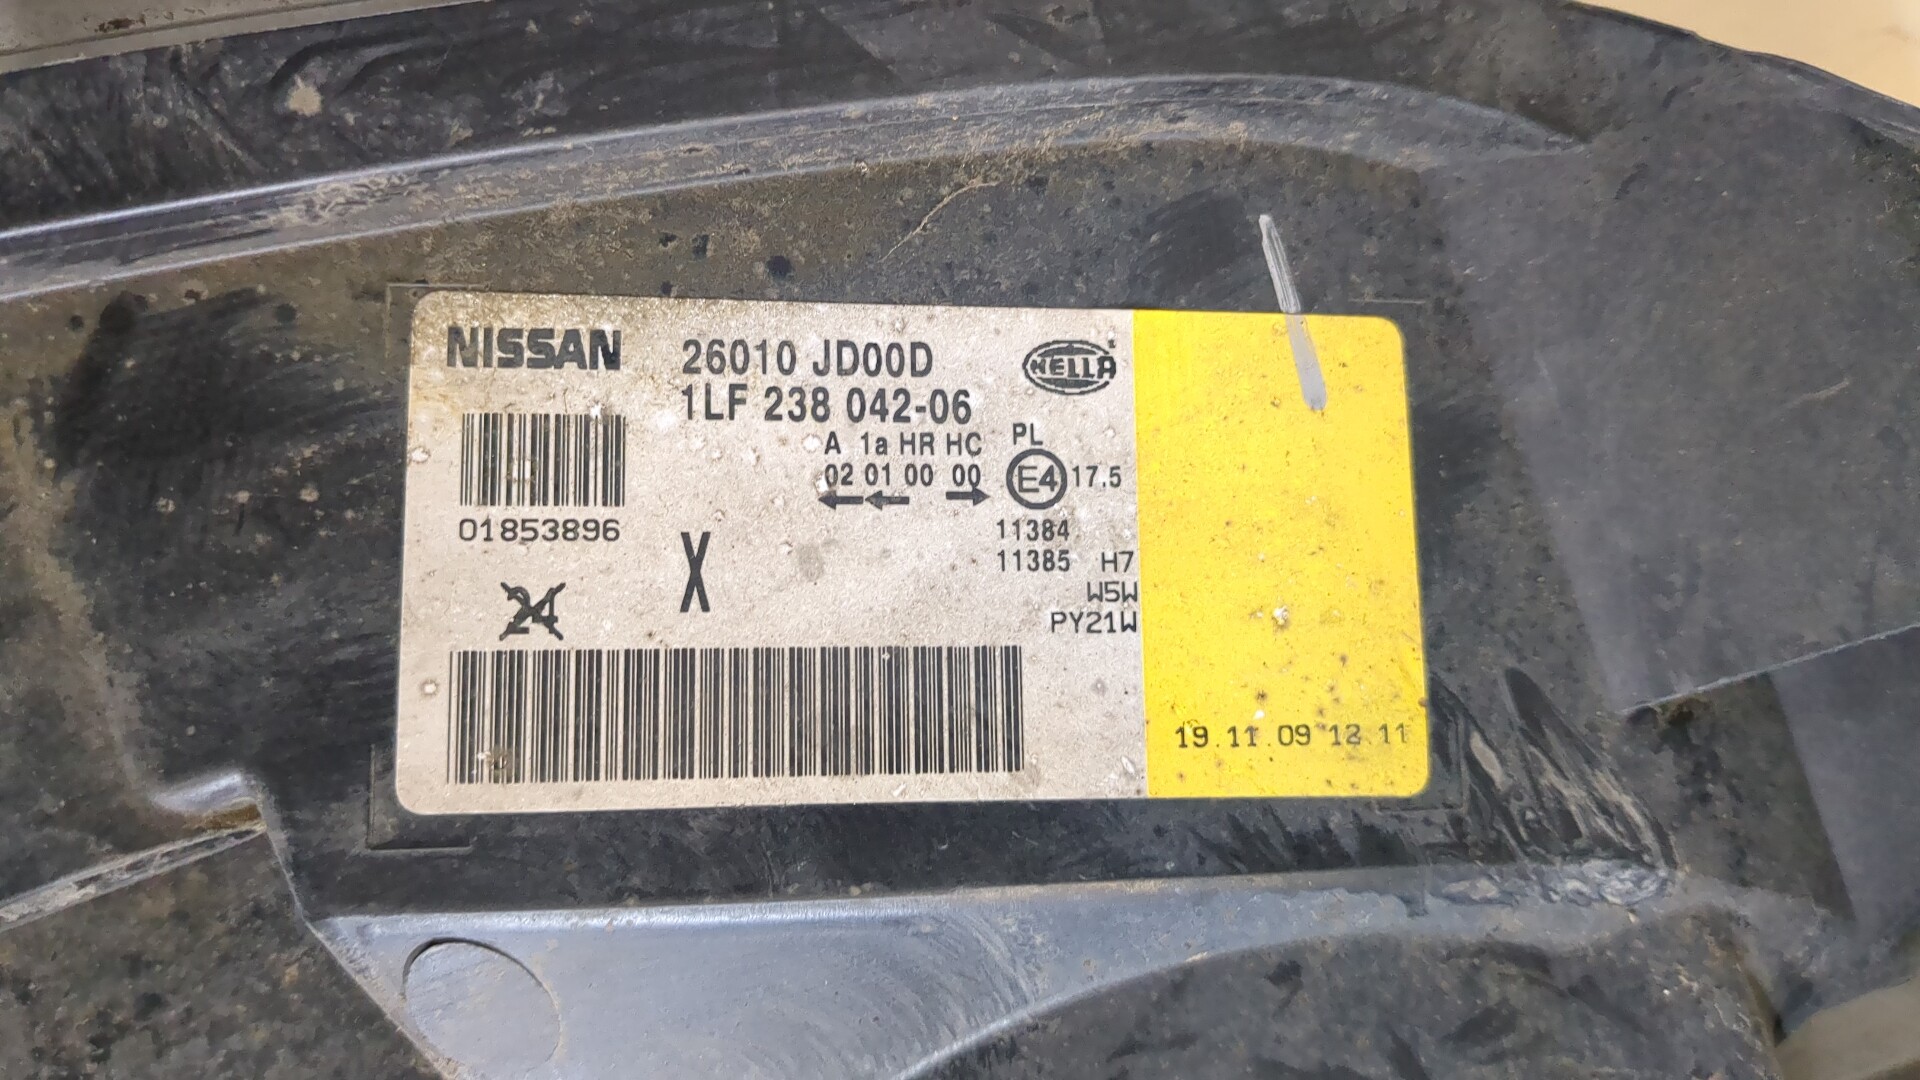 NISSAN
26010 JD00D
HELLA
1LF 238 042-06
A 1a HR HC PL
02 01 00 00 E4 17.5
01853896
X
11384
11385 H7
24
W5W
PY21W
19.11.09 12 11